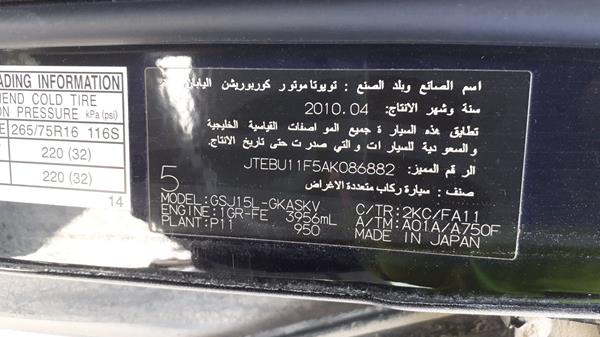 ADING INFORMATION
END COLD TIRE
ON PRESSURE kPa(psi)
E 265/75R16 116S
220 (32)
220 (32)
14
اسم الصانع وبلد الصنع : تويوتا موتور كوربوريشن اليابان
سنة وشهر الانتاج: 2010.04
تطابق هذه السيارة جميع المواصفات القياسية الخليجية
والسعودية للسيارات والتي صدرت حتى تاريخ الانتاج.
الرقم المميز: JTEBU11F5AK086882
صنف : سيارة ركاب متعددة الاغراض
5
MODEL:GSJ15L-GKASKV
ENGINE:1GR-FE 3956mL C/TR:2KC/FA11
PLANT:P11 950 A/TM:A01A/A750F
MADE IN JAPAN